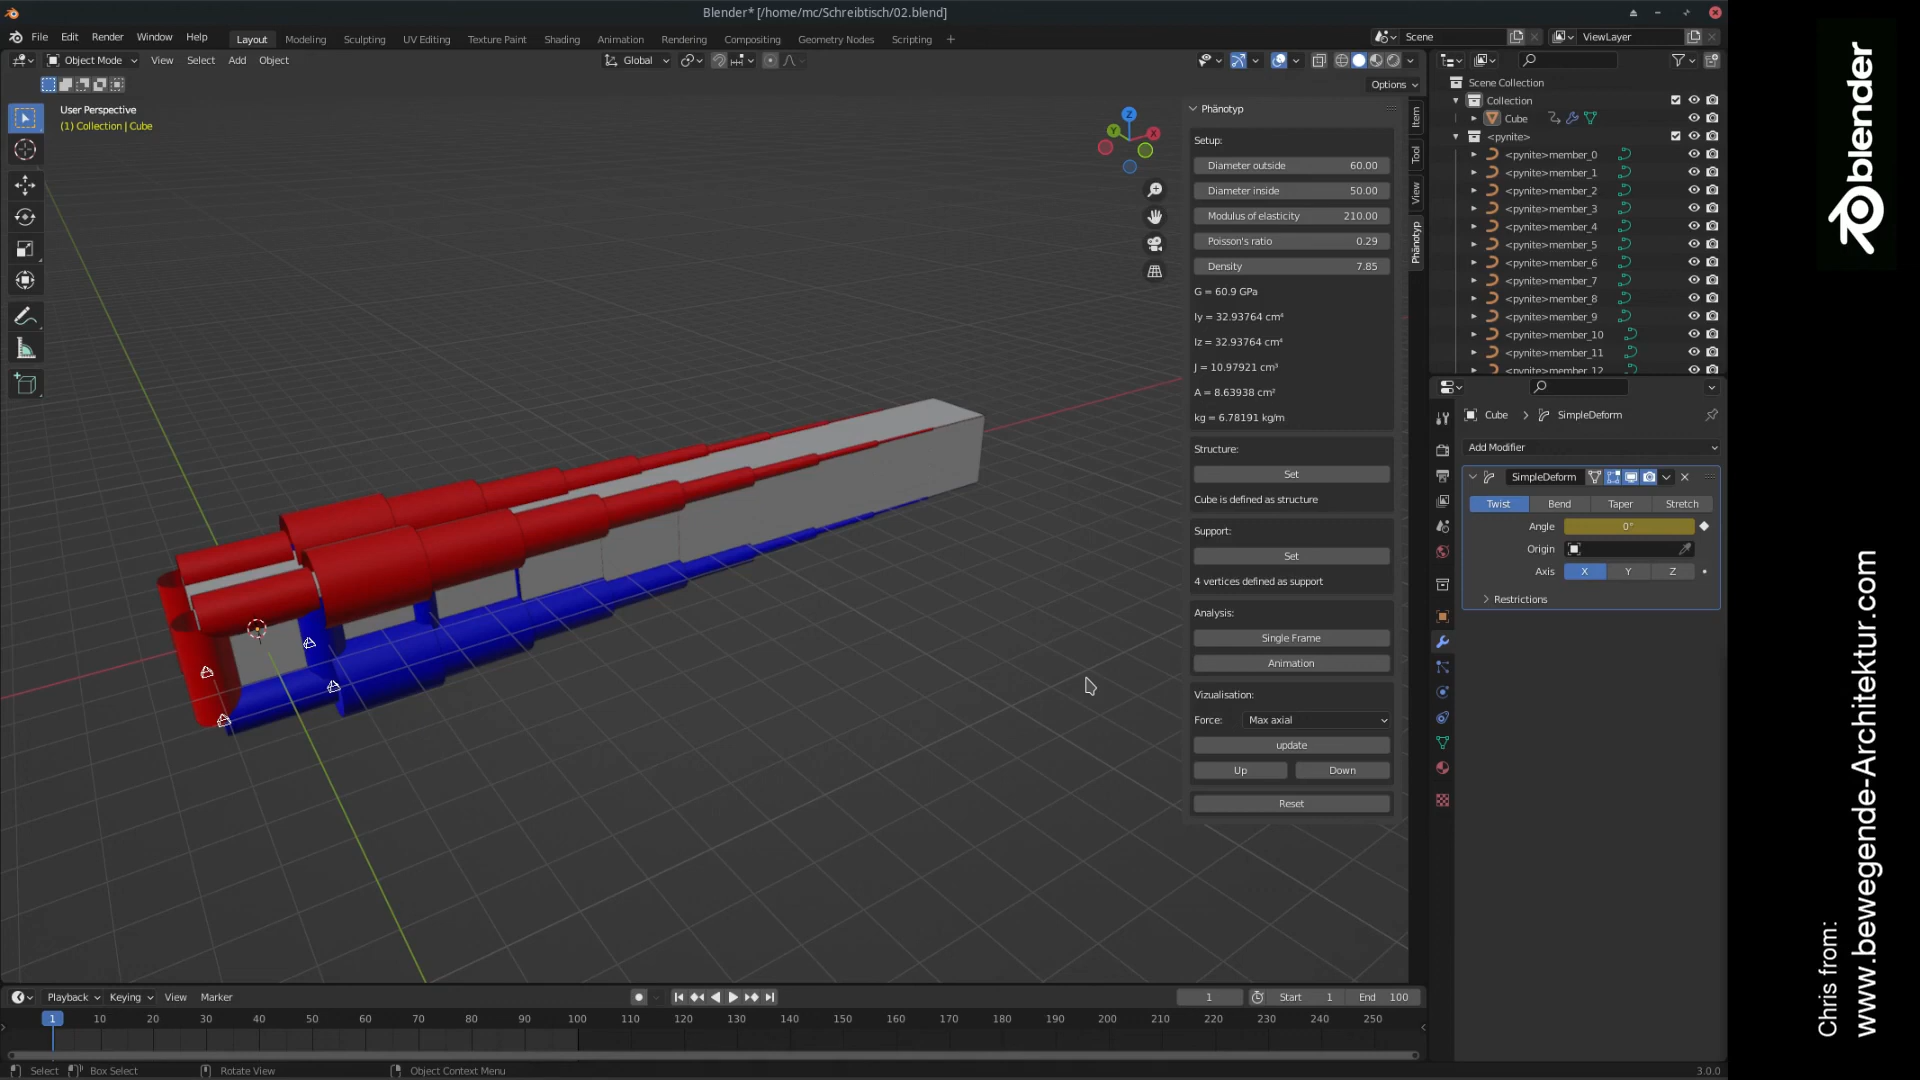 Blender* [/home/mc/Schreibtisch/02.blend]
File Edit Render Window Help
Layout Modeling Sculpting UV Editing Texture Paint Shading Animation Rendering Compositing Geometry Nodes Scripting +
Scene
ViewLayer
Object Mode View Select Add Object
Global
Options
User Perspective
(1) Collection | Cube
Z
Y
X
Phänotyp
Setup:
Diameter outside 60.00
Diameter inside 50.00
Modulus of elasticity 210.00
Poisson's ratio 0.29
Density 7.85
G = 60.9 GPa
Iy = 32.93764 cm⁴
Iz = 32.93764 cm⁴
J = 10.97921 cm³
A = 8.63938 cm²
kg = 6.78191 kg/m
Structure:
Set
Cube is defined as structure
Support:
Set
4 vertices defined as support
Analysis:
Single Frame
Animation
Vizualisation:
Force: Max axial
update
Up Down
Reset
Item
Tool
View
Phänotyp
Scene Collection
Collection
Cube
<pynite>
<pynite>member_0
<pynite>member_1
<pynite>member_2
<pynite>member_3
<pynite>member_4
<pynite>member_5
<pynite>member_6
<pynite>member_7
<pynite>member_8
<pynite>member_9
<pynite>member_10
<pynite>member_11
<pynite>member_12
Cube > SimpleDeform
Add Modifier
SimpleDeform
Twist Bend Taper Stretch
Angle 0°
Origin
Axis X Y Z
Restrictions
Playback Keying View Marker
1
Start 1 End 100
1 10 20 30 40 50 60 70 80 90 100 110 120 130 140 150 160 170 180 190 200 210 220 230 240 250
Select Box Select Rotate View Object Context Menu
3.0.0
blender
Chris from:
www.bewegende-Architektur.com